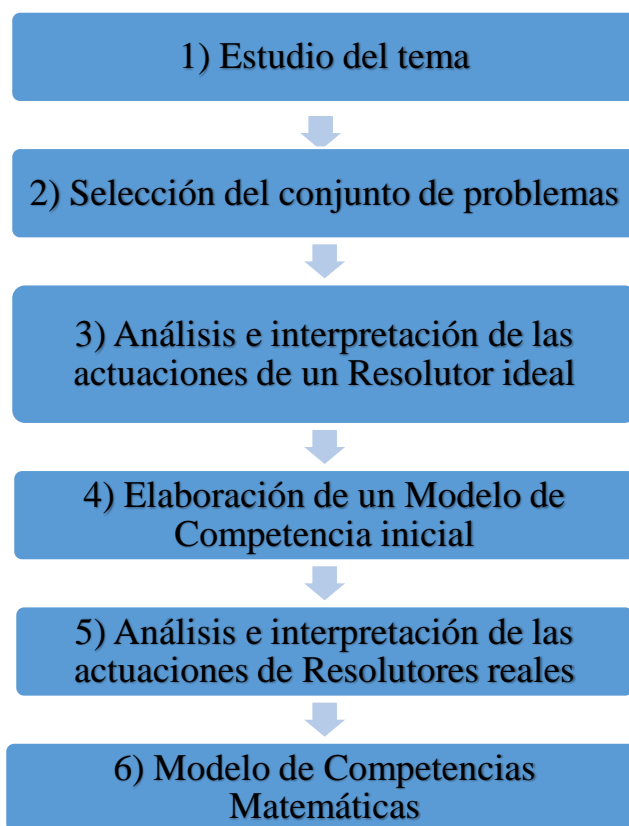 1) Estudio del tema
2) Selección del conjunto de problemas
3) Análisis e interpretación de las
actuaciones de un Resolutor ideal
4) Elaboración de un Modelo de
Competencia inicial
5) Análisis e interpretación de las
actuaciones de Resolutores reales
6) Modelo de Competencias
Matemáticas